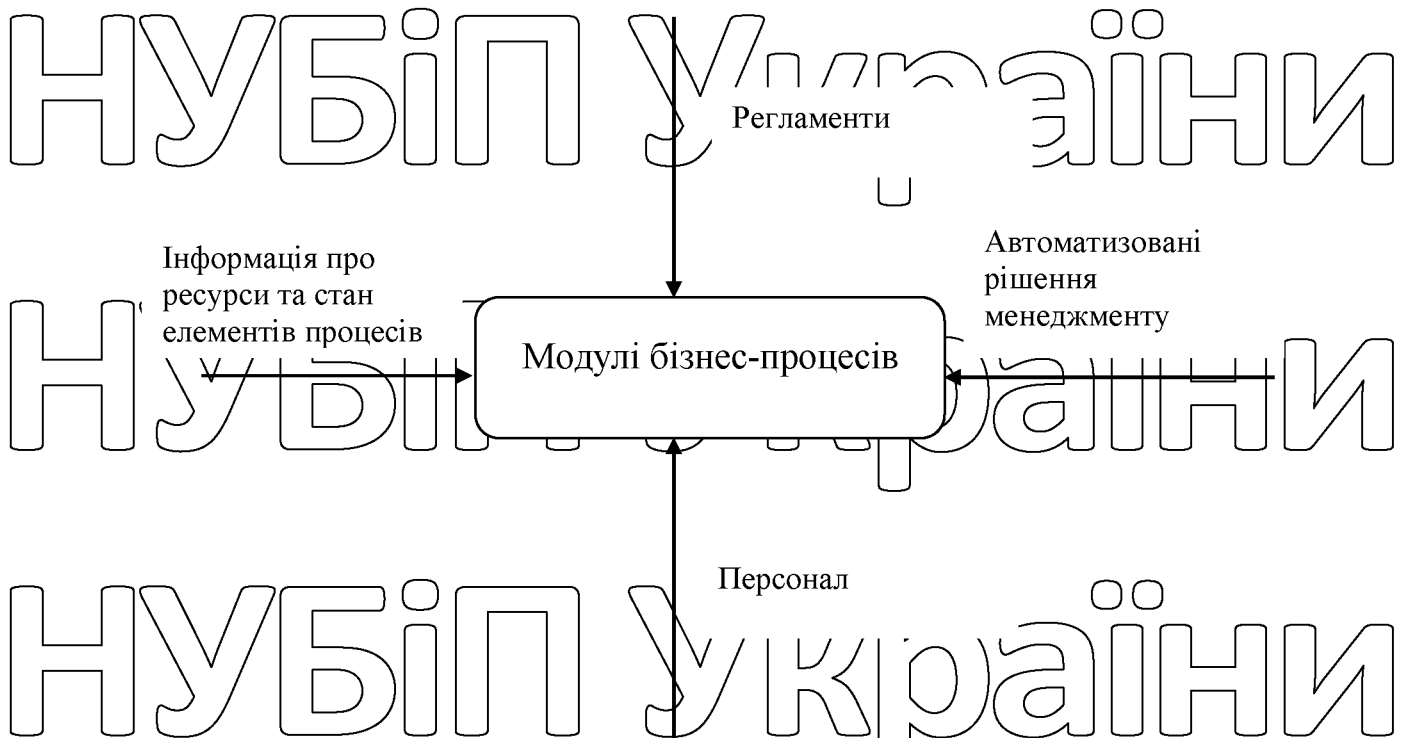 НУБіП України
Регламенти
Інформація про
ресурси та стан
елементів процесів
Автоматизовані
рішення
менеджменту
Модулі бізнес-процесів
НУБіП України
Персонал
НУБіП України